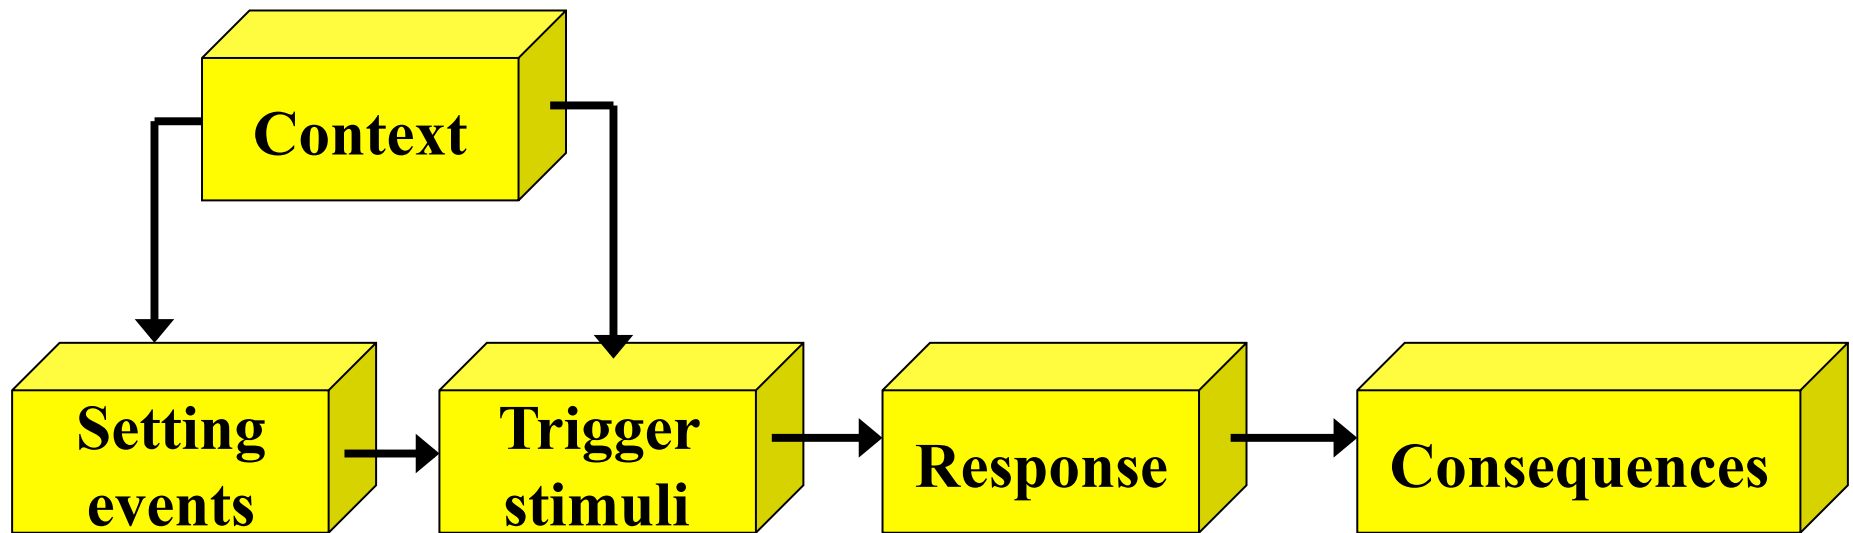 Context
Setting
events
Trigger
stimuli
Response
Consequences